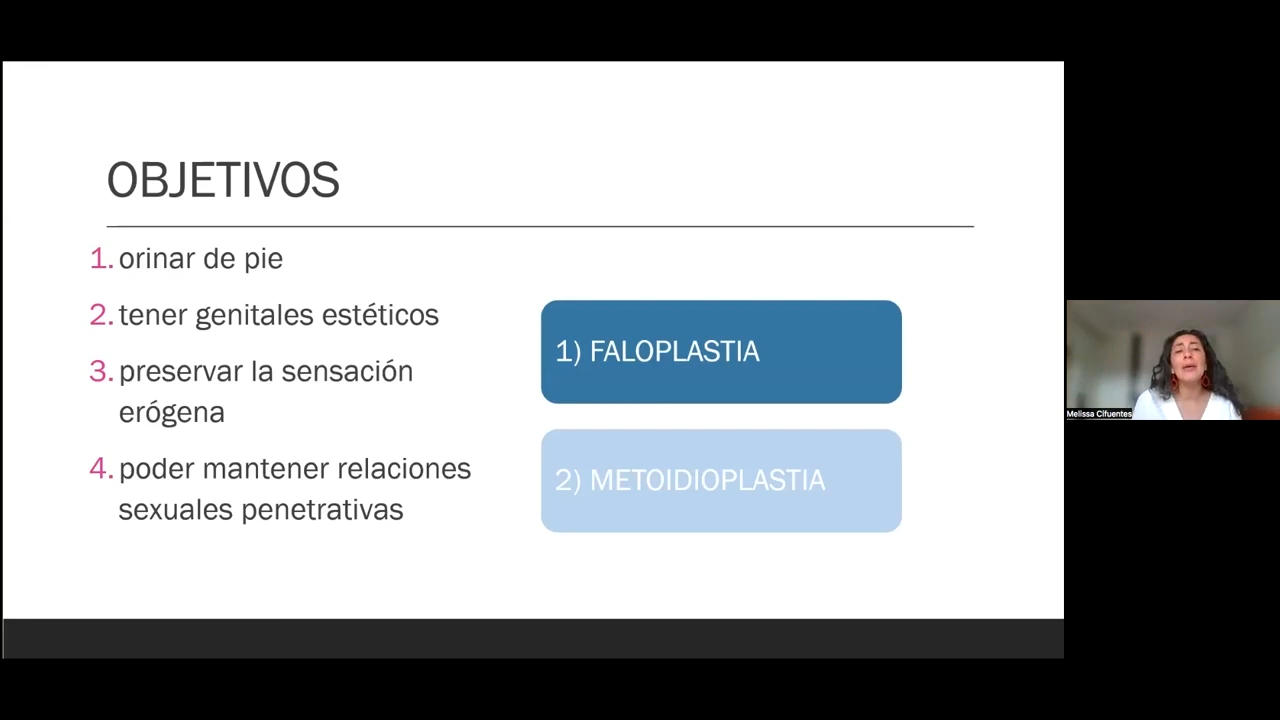 OBJETIVOS
1. orinar de pie
2. tener genitales estéticos
3. preservar la sensación
erógena
4. poder mantener relaciones
sexuales penetrativas
1) FALOPLASTIA
2) METOIDIOPLASTIA
Melissa Cifuentes